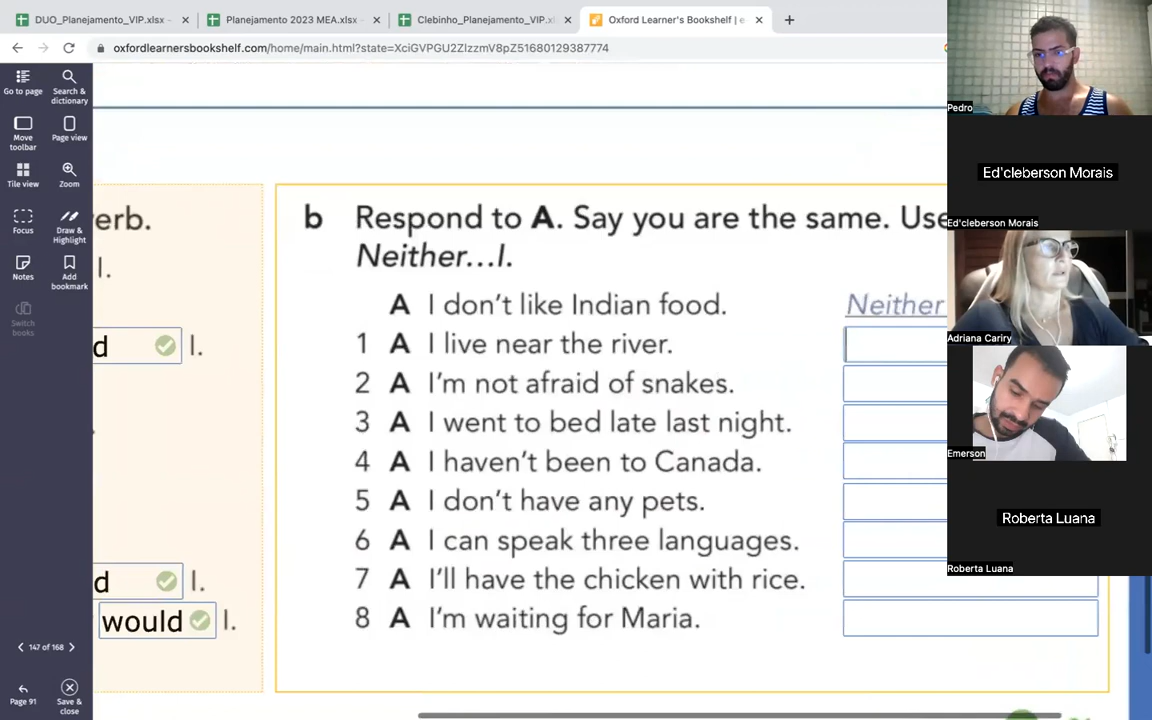 DUO_Planejamento_VIP.xlsx -
Planejamento 2023 MEA.xlsx -
Clebinho_Planejamento_VIP.xl
Oxford Learner's Bookshelf | e
oxfordlearnersbookshelf.com/home/main.html?state=XciGVPGU2ZIzzmV8pZ51680129387774
Go to page
Search & dictionary
Move toolbar
Page view
Tile view
Zoom
Focus
Draw & Highlight
Notes
Add bookmark
Switch books
147 of 168
Page 91
Save & close
erb.
I.
d I.
d I.
would I.
b Respond to A. Say you are the same. Use
Neither...I.
A I don't like Indian food. Neither
1 A I live near the river.
2 A I'm not afraid of snakes.
3 A I went to bed late last night.
4 A I haven't been to Canada.
5 A I don't have any pets.
6 A I can speak three languages.
7 A I'll have the chicken with rice.
8 A I'm waiting for Maria.
Pedro
Ed'cleberson Morais
Ed'cleberson Morais
Adriana Cariry
Emerson
Roberta Luana
Roberta Luana